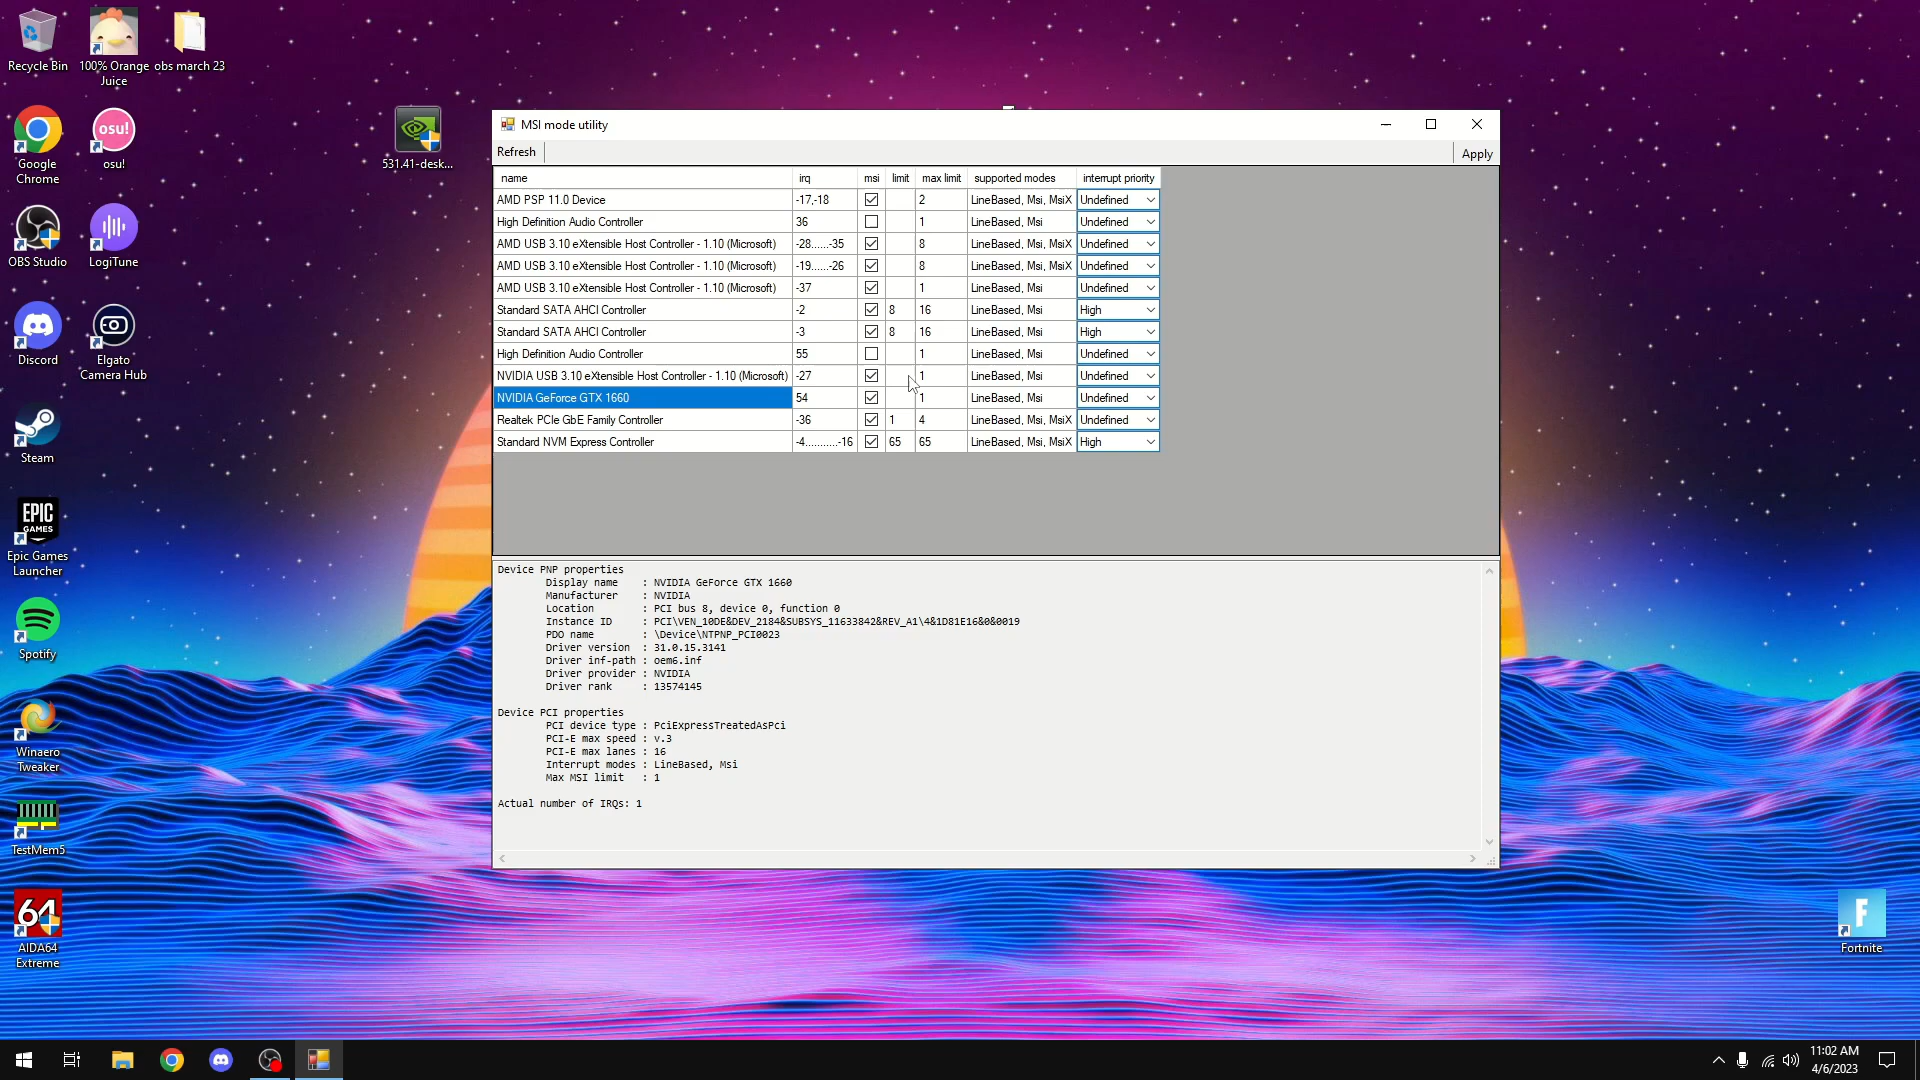 Recycle Bin
100% Orange
Juice
obs march 23
Google
Chrome
osu!
osu!
531.41-desk...
OBS Studio
LogiTune
Discord
Elgato
Camera Hub
Steam
EPIC
GAMES
Epic Games
Launcher
Spotify
Winaero
Tweaker
TestMem5
64
AIDA64
Extreme
F
Fortnite
MSI mode utility
Refresh
Apply
name irq msi limit max limit supported modes interrupt priority
AMD PSP 11.0 Device -17,-18 2 LineBased, Msi, MsiX Undefined
High Definition Audio Controller 36 1 LineBased, Msi Undefined
AMD USB 3.10 eXtensible Host Controller - 1.10 (Microsoft) -28......-35 8 LineBased, Msi, MsiX Undefined
AMD USB 3.10 eXtensible Host Controller - 1.10 (Microsoft) -19......-26 8 LineBased, Msi, MsiX Undefined
AMD USB 3.10 eXtensible Host Controller - 1.10 (Microsoft) -37 1 LineBased, Msi Undefined
Standard SATA AHCI Controller -2 8 16 LineBased, Msi High
Standard SATA AHCI Controller -3 8 16 LineBased, Msi High
High Definition Audio Controller 55 1 LineBased, Msi Undefined
NVIDIA USB 3.10 eXtensible Host Controller - 1.10 (Microsoft) -27 1 LineBased, Msi Undefined
NVIDIA GeForce GTX 1660 54 1 LineBased, Msi Undefined
Realtek PCIe GbE Family Controller -36 1 4 LineBased, Msi, MsiX Undefined
Standard NVM Express Controller -4...........-16 65 65 LineBased, Msi, MsiX High
Device PNP properties
Display name : NVIDIA GeForce GTX 1660
Manufacturer : NVIDIA
Location : PCI bus 8, device 0, function 0
Instance ID : PCI\VEN_10DE&DEV_2184&SUBSYS_11633842&REV_A1\4&1D81E16&0&0019
PDO name : \Device\NTPNP_PCI0023
Driver version : 31.0.15.3141
Driver inf-path : oem6.inf
Driver provider : NVIDIA
Driver rank : 13574145
Device PCI properties
PCI device type : PciExpressTreatedAsPci
PCI-E max speed : v.3
PCI-E max lanes : 16
Interrupt modes : LineBased, Msi
Max MSI limit : 1
Actual number of IRQs: 1
11:02 AM
4/6/2023